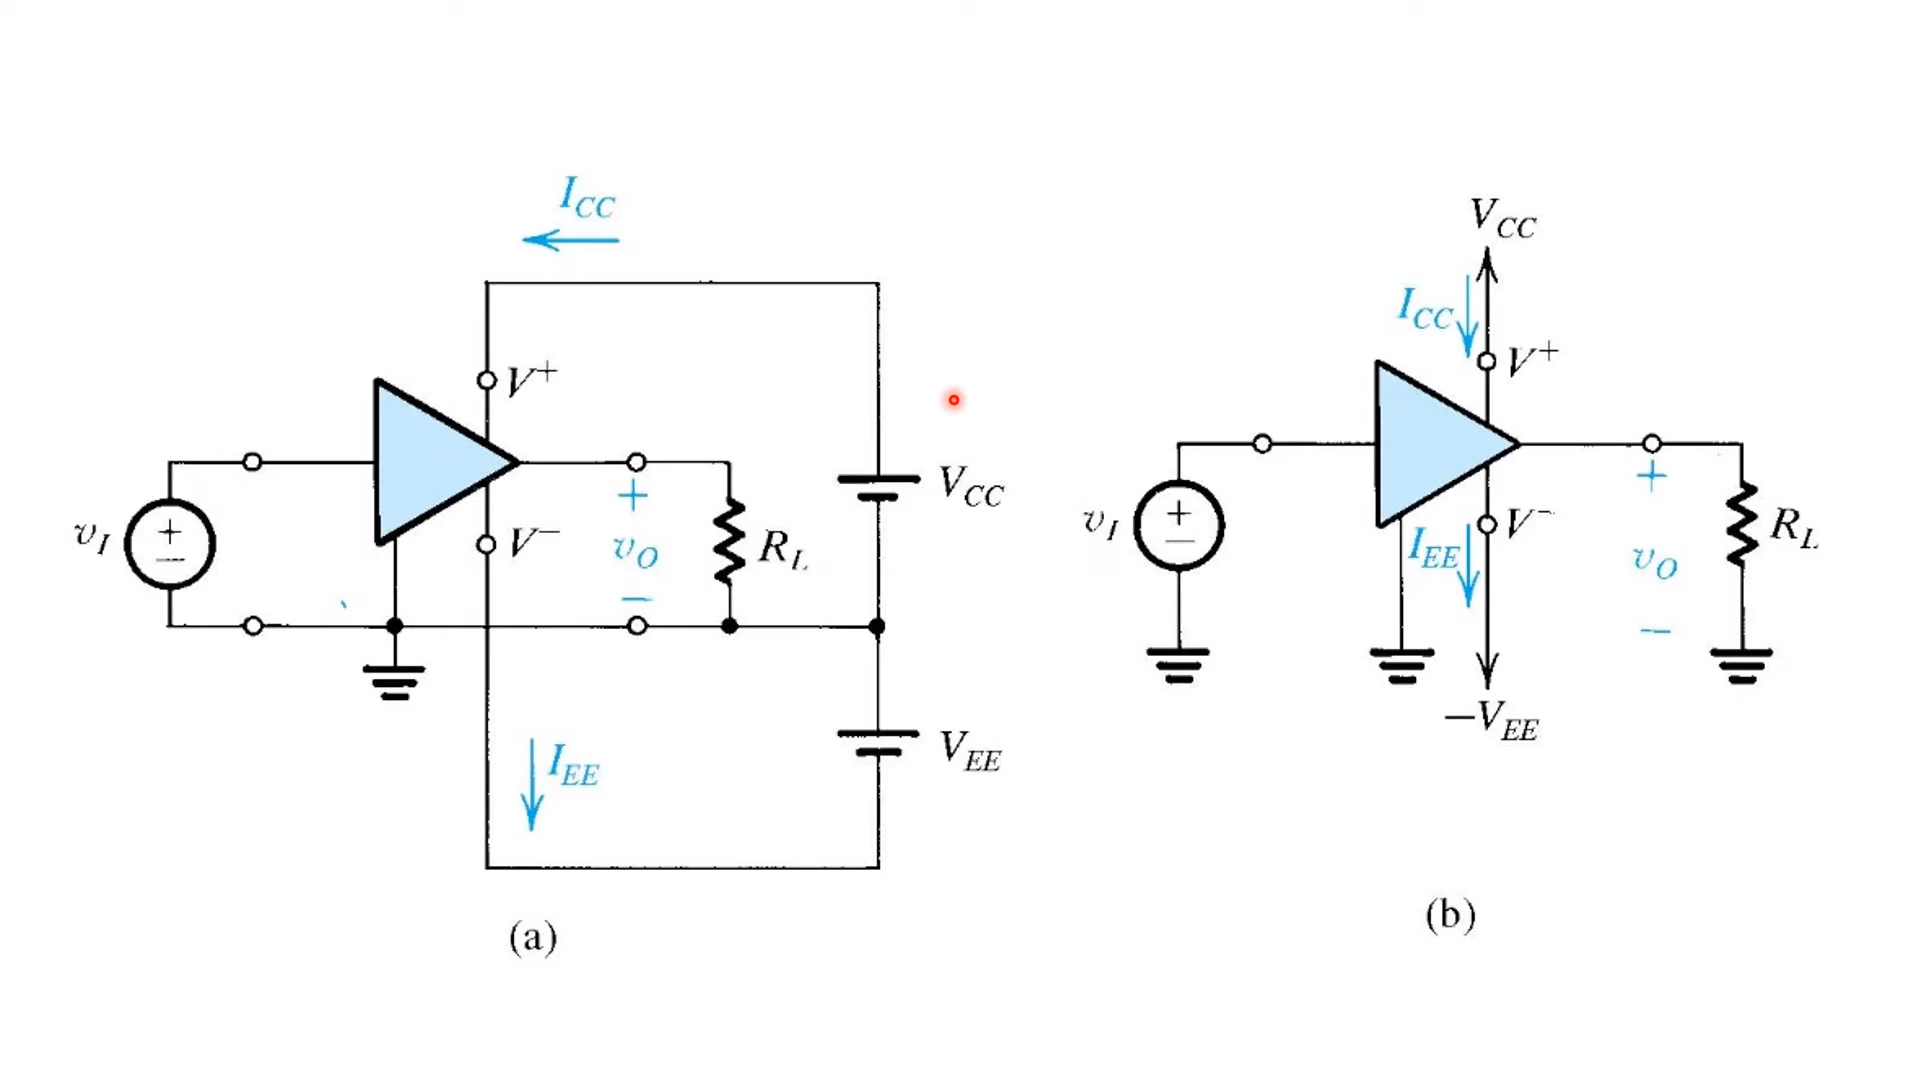 I_CC
V^+
v_I
+
−
V^−
+
v_O
−
R_L
V_CC
I_EE
V_EE
(a)
V_CC
I_CC
V^+
v_I
+
−
I_EE
V^−
+
v_O
−
R_L
−V_EE
(b)